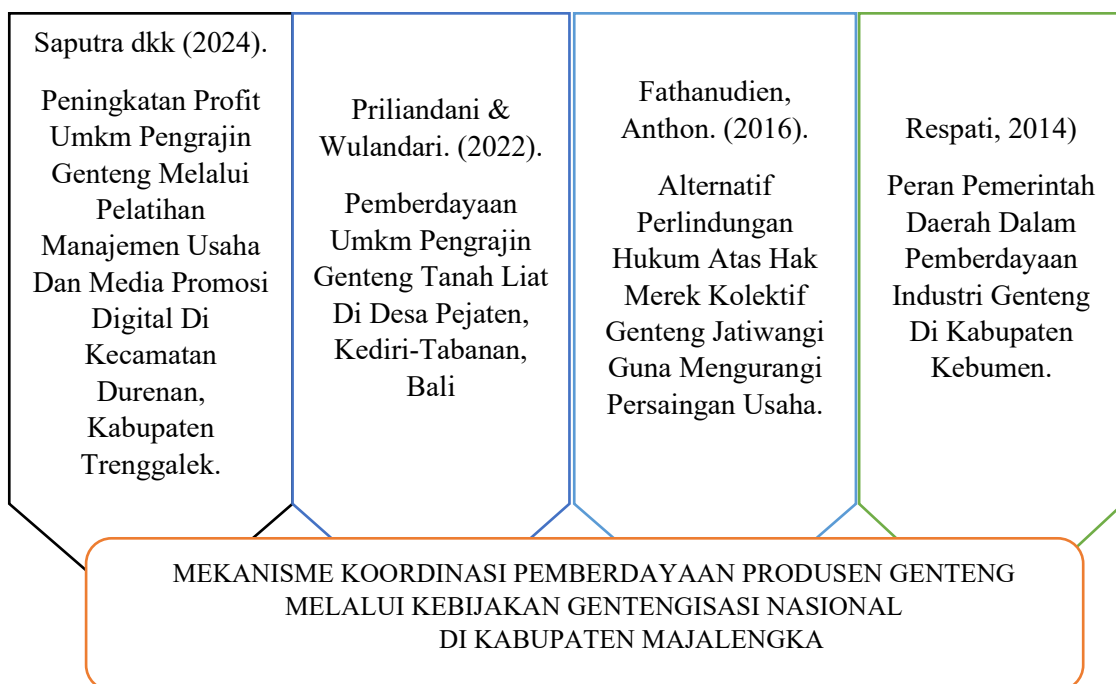 Saputra dkk (2024).
Peningkatan Profit
Umkm Pengrajin
Genteng Melalui
Pelatihan
Manajemen Usaha
Dan Media Promosi
Digital Di
Kecamatan
Durenan,
Kabupaten
Trenggalek.
Priliandani &
Wulandari. (2022).
Pemberdayaan
Umkm Pengrajin
Genteng Tanah Liat
Di Desa Pejaten,
Kediri-Tabanan,
Bali
Fathanudien,
Anthon. (2016).
Alternatif
Perlindungan
Hukum Atas Hak
Merek Kolektif
Genteng Jatiwangi
Guna Mengurangi
Persaingan Usaha.
Respati, 2014)
Peran Pemerintah
Daerah Dalam
Pemberdayaan
Industri Genteng
Di Kabupaten
Kebumen.
MEKANISME KOORDINASI PEMBERDAYAAN PRODUSEN GENTENG
MELALUI KEBIJAKAN GENTENGISASI NASIONAL
DI KABUPATEN MAJALENGKA